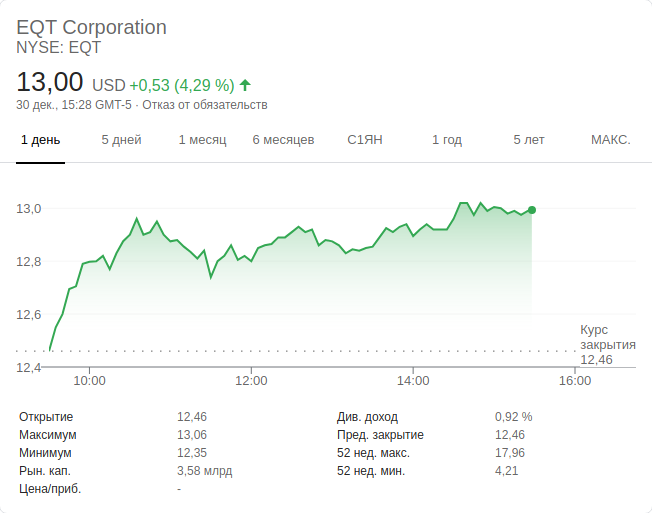 EQT Corporation
NYSE: EQT
13,00 USD +0,53 (4,29 %)
30 дек., 15:28 GMT-5 · Отказ от обязательств
1 день 5 дней 1 месяц 6 месяцев С1ЯН 1 год 5 лет МАКС.
13,0
12,8
12,6
12,4
Курс
закрытия
12,46
10:00 12:00 14:00 16:00
Открытие 12,46 Див. доход 0,92 %
Максимум 13,06 Пред. закрытие 12,46
Минимум 12,35 52 нед. макс. 17,96
Рын. кап. 3,58 млрд 52 нед. мин. 4,21
Цена/приб. -